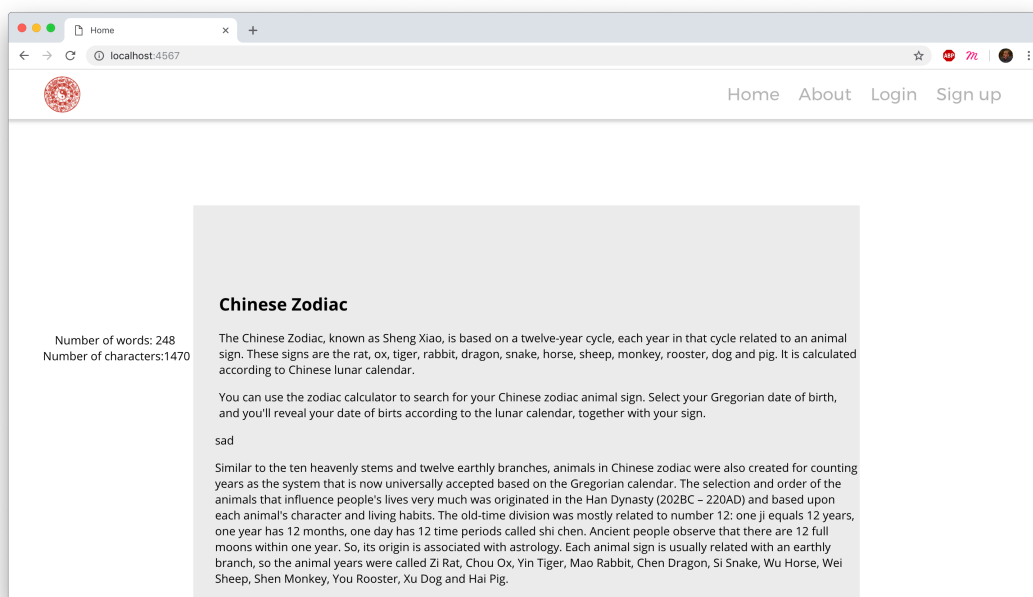 Home
localhost:4567
ABP
m
Home About Login Sign up
Chinese Zodiac
Number of words: 248
Number of characters:1470
The Chinese Zodiac, known as Sheng Xiao, is based on a twelve-year cycle, each year in that cycle related to an animal
sign. These signs are the rat, ox, tiger, rabbit, dragon, snake, horse, sheep, monkey, rooster, dog and pig. It is calculated
according to Chinese lunar calendar.
You can use the zodiac calculator to search for your Chinese zodiac animal sign. Select your Gregorian date of birth,
and you'll reveal your date of birts according to the lunar calendar, together with your sign.
sad
Similar to the ten heavenly stems and twelve earthly branches, animals in Chinese zodiac were also created for counting
years as the system that is now universally accepted based on the Gregorian calendar. The selection and order of the
animals that influence people's lives very much was originated in the Han Dynasty (202BC – 220AD) and based upon
each animal's character and living habits. The old-time division was mostly related to number 12: one ji equals 12 years,
one year has 12 months, one day has 12 time periods called shi chen. Ancient people observe that there are 12 full
moons within one year. So, its origin is associated with astrology. Each animal sign is usually related with an earthly
branch, so the animal years were called Zi Rat, Chou Ox, Yin Tiger, Mao Rabbit, Chen Dragon, Si Snake, Wu Horse, Wei
Sheep, Shen Monkey, You Rooster, Xu Dog and Hai Pig.